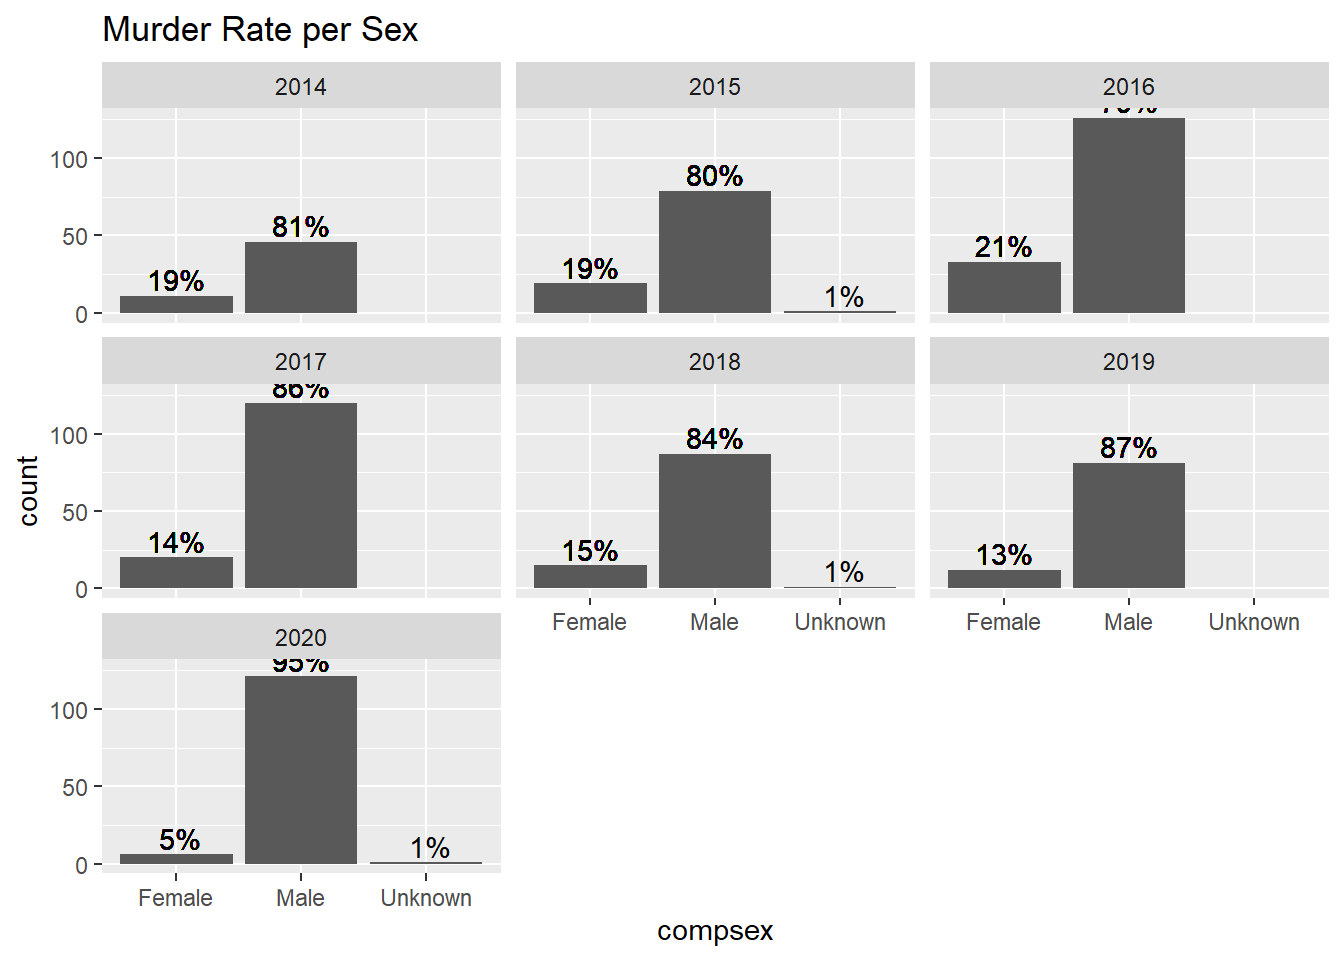 Murder Rate per Sex
2014 2015 2016
100
50
0
19% 81%
19% 80% 1%
21%
2017 2018 2019
100
50
0
14% 86%
15% 84% 1%
13% 87%
Female Male Unknown
Female Male Unknown
2020
100
50
0
5% 95% 1%
Female Male Unknown
count
compsex